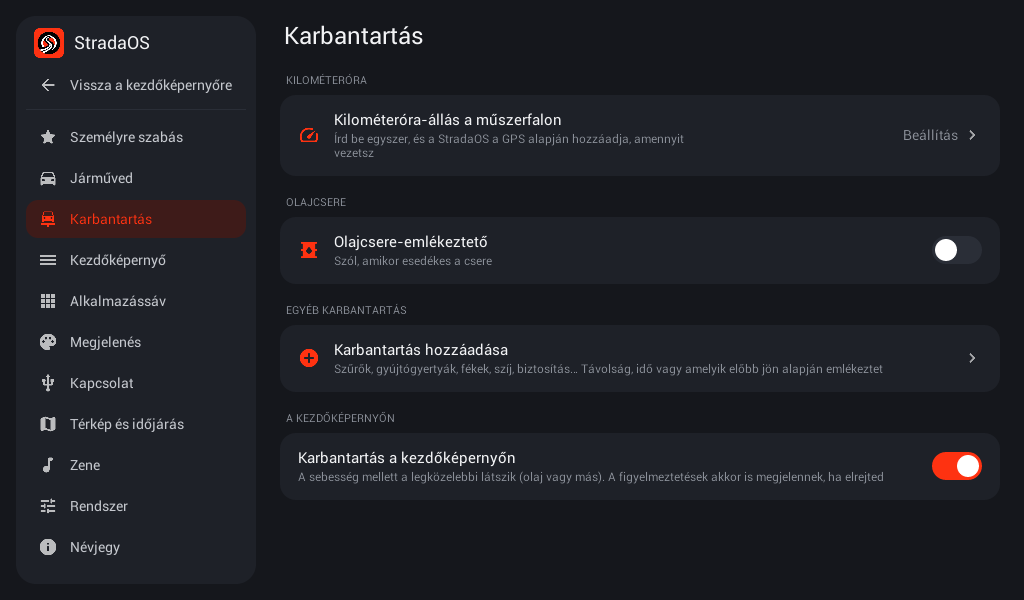 StradaOS
Vissza a kezdőképernyőre
Személyre szabás
Járműved
Karbantartás
Kezdőképernyő
Alkalmazássáv
Megjelenés
Kapcsolat
Térkép és időjárás
Zene
Rendszer
Névjegy
Karbantartás
KILOMÉTERÓRA
Kilométeróra-állás a műszerfalon
Írd be egyszer, és a StradaOS a GPS alapján hozzáadja, amennyit
vezetsz
Beállítás
OLAJCSERE
Olajcsere-emlékeztető
Szól, amikor esedékes a csere
EGYÉB KARBANTARTÁS
Karbantartás hozzáadása
Szűrők, gyújtógyertyák, fékek, szíj, biztosítás... Távolság, idő vagy amelyik előbb jön alapján emlékeztet
A KEZDŐKÉPERNYŐN
Karbantartás a kezdőképernyőn
A sebesség mellett a legközelebbi látszik (olaj vagy más). A figyelmeztetések akkor is megjelennek, ha elrejted